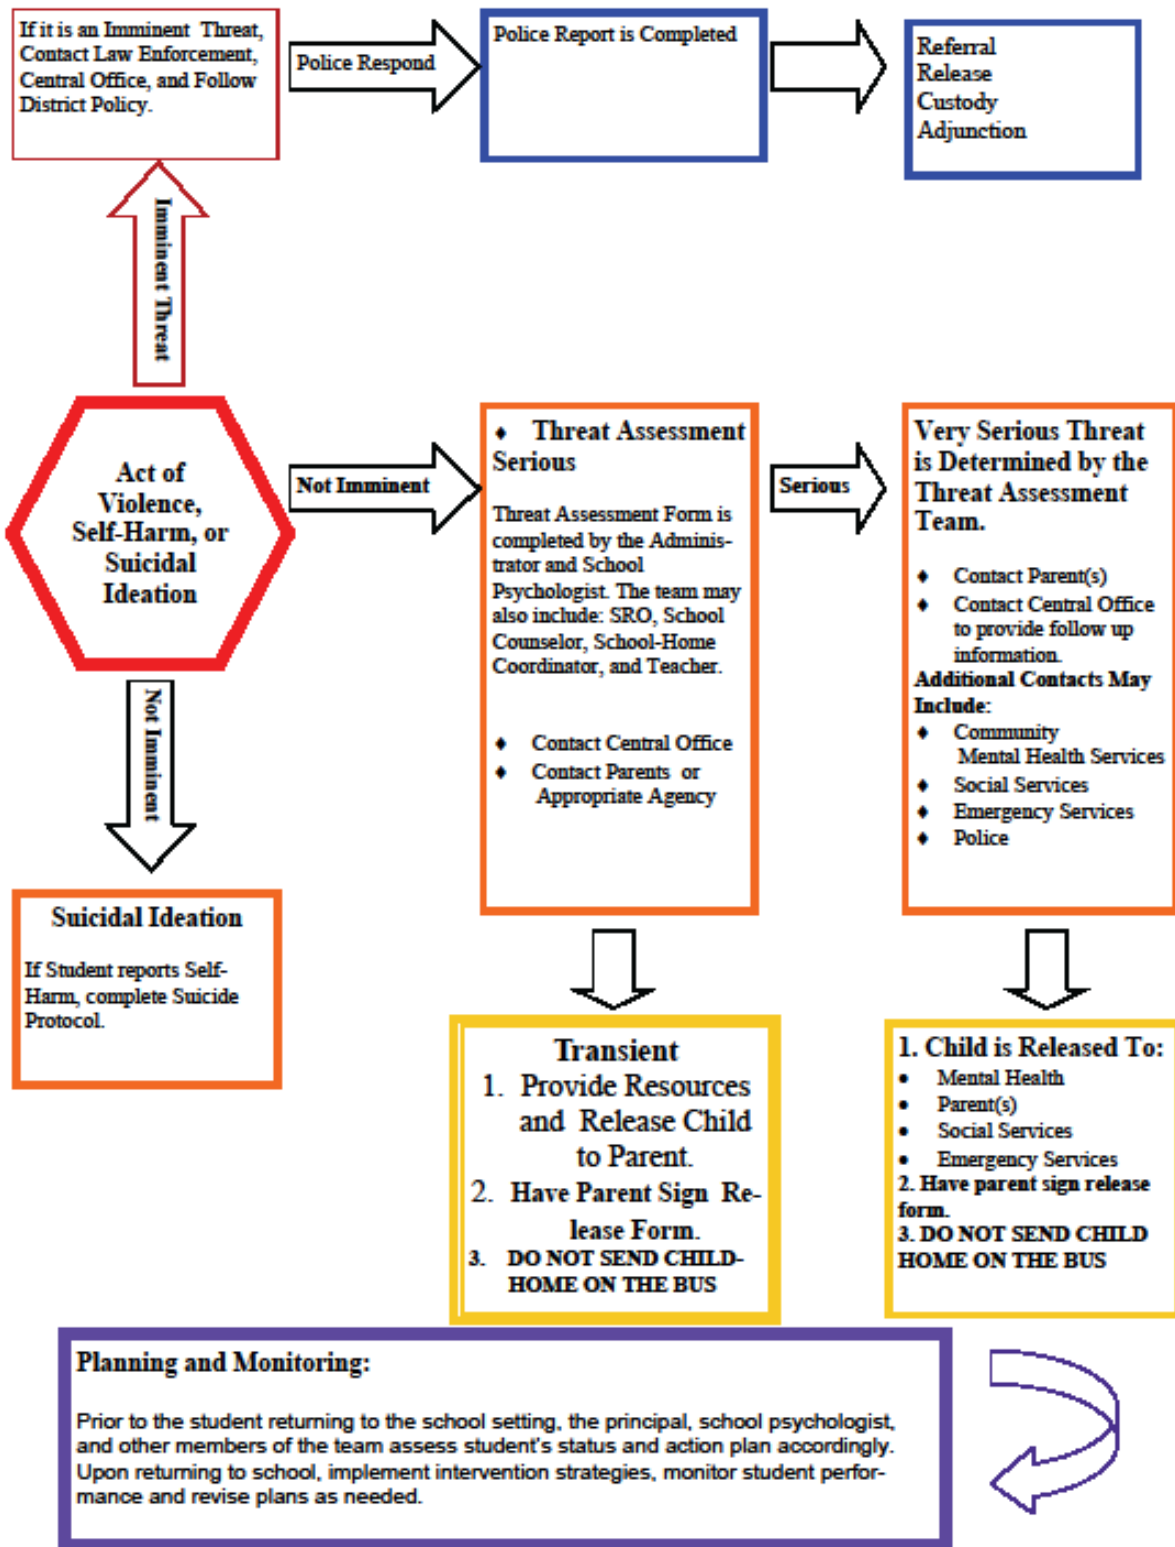 If it is an Imminent Threat,
Contact Law Enforcement,
Central Office, and Follow
District Policy.
Police Respond
Police Report is Completed
Referral
Release
Custody
Adjunction
Imminent Threat
Act of
Violence,
Self-Harm, or
Suicidal
Ideation
Not Imminent
♦ Threat Assessment
Serious
Threat Assessment Form is
completed by the Adminis-
trator and School
Psychologist. The team may
also include: SRO, School
Counselor, School-Home
Coordinator, and Teacher.
♦ Contact Central Office
♦ Contact Parents or
Appropriate Agency
Serious
Very Serious Threat
is Determined by the
Threat Assessment
Team.
♦ Contact Parent(s)
♦ Contact Central Office
to provide follow up
information.
Additional Contacts May
Include:
♦ Community
Mental Health Services
♦ Social Services
♦ Emergency Services
♦ Police
Not Imminent
Suicidal Ideation
If Student reports Self-
Harm, complete Suicide
Protocol.
Transient
1. Provide Resources
and Release Child
to Parent.
2. Have Parent Sign Re-
lease Form.
3. DO NOT SEND CHILD-
HOME ON THE BUS
1. Child is Released To:
• Mental Health
• Parent(s)
• Social Services
• Emergency Services
2. Have parent sign release
form.
3. DO NOT SEND CHILD
HOME ON THE BUS
Planning and Monitoring:
Prior to the student returning to the school setting, the principal, school psychologist,
and other members of the team assess student's status and action plan accordingly.
Upon returning to school, implement intervention strategies, monitor student perfor-
mance and revise plans as needed.